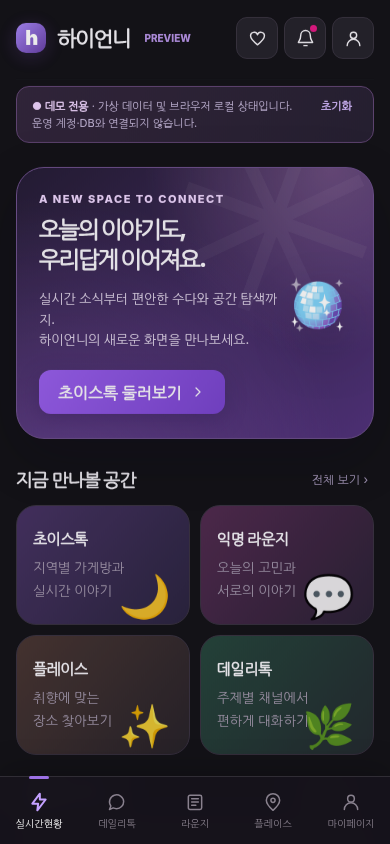 h 하이언니 PREVIEW
데모 전용 · 가상 데이터 및 브라우저 로컬 상태입니다. 초기화
운영 계정·DB와 연결되지 않습니다.
A NEW SPACE TO CONNECT
오늘의 이야기도,
우리답게 이어져요.
실시간 소식부터 편안한 수다와 공간 탐색까
지.
하이언니의 새로운 화면을 만나보세요.
초이스톡 둘러보기
지금 만나볼 공간 전체 보기
초이스톡
지역별 가게방과
실시간 이야기
익명 라운지
오늘의 고민과
서로의 이야기
플레이스
취향에 맞는
장소 찾아보기
데일리톡
주제별 채널에서
편하게 대화하기
실시간현황 데일리톡 라운지 플레이스 마이페이지